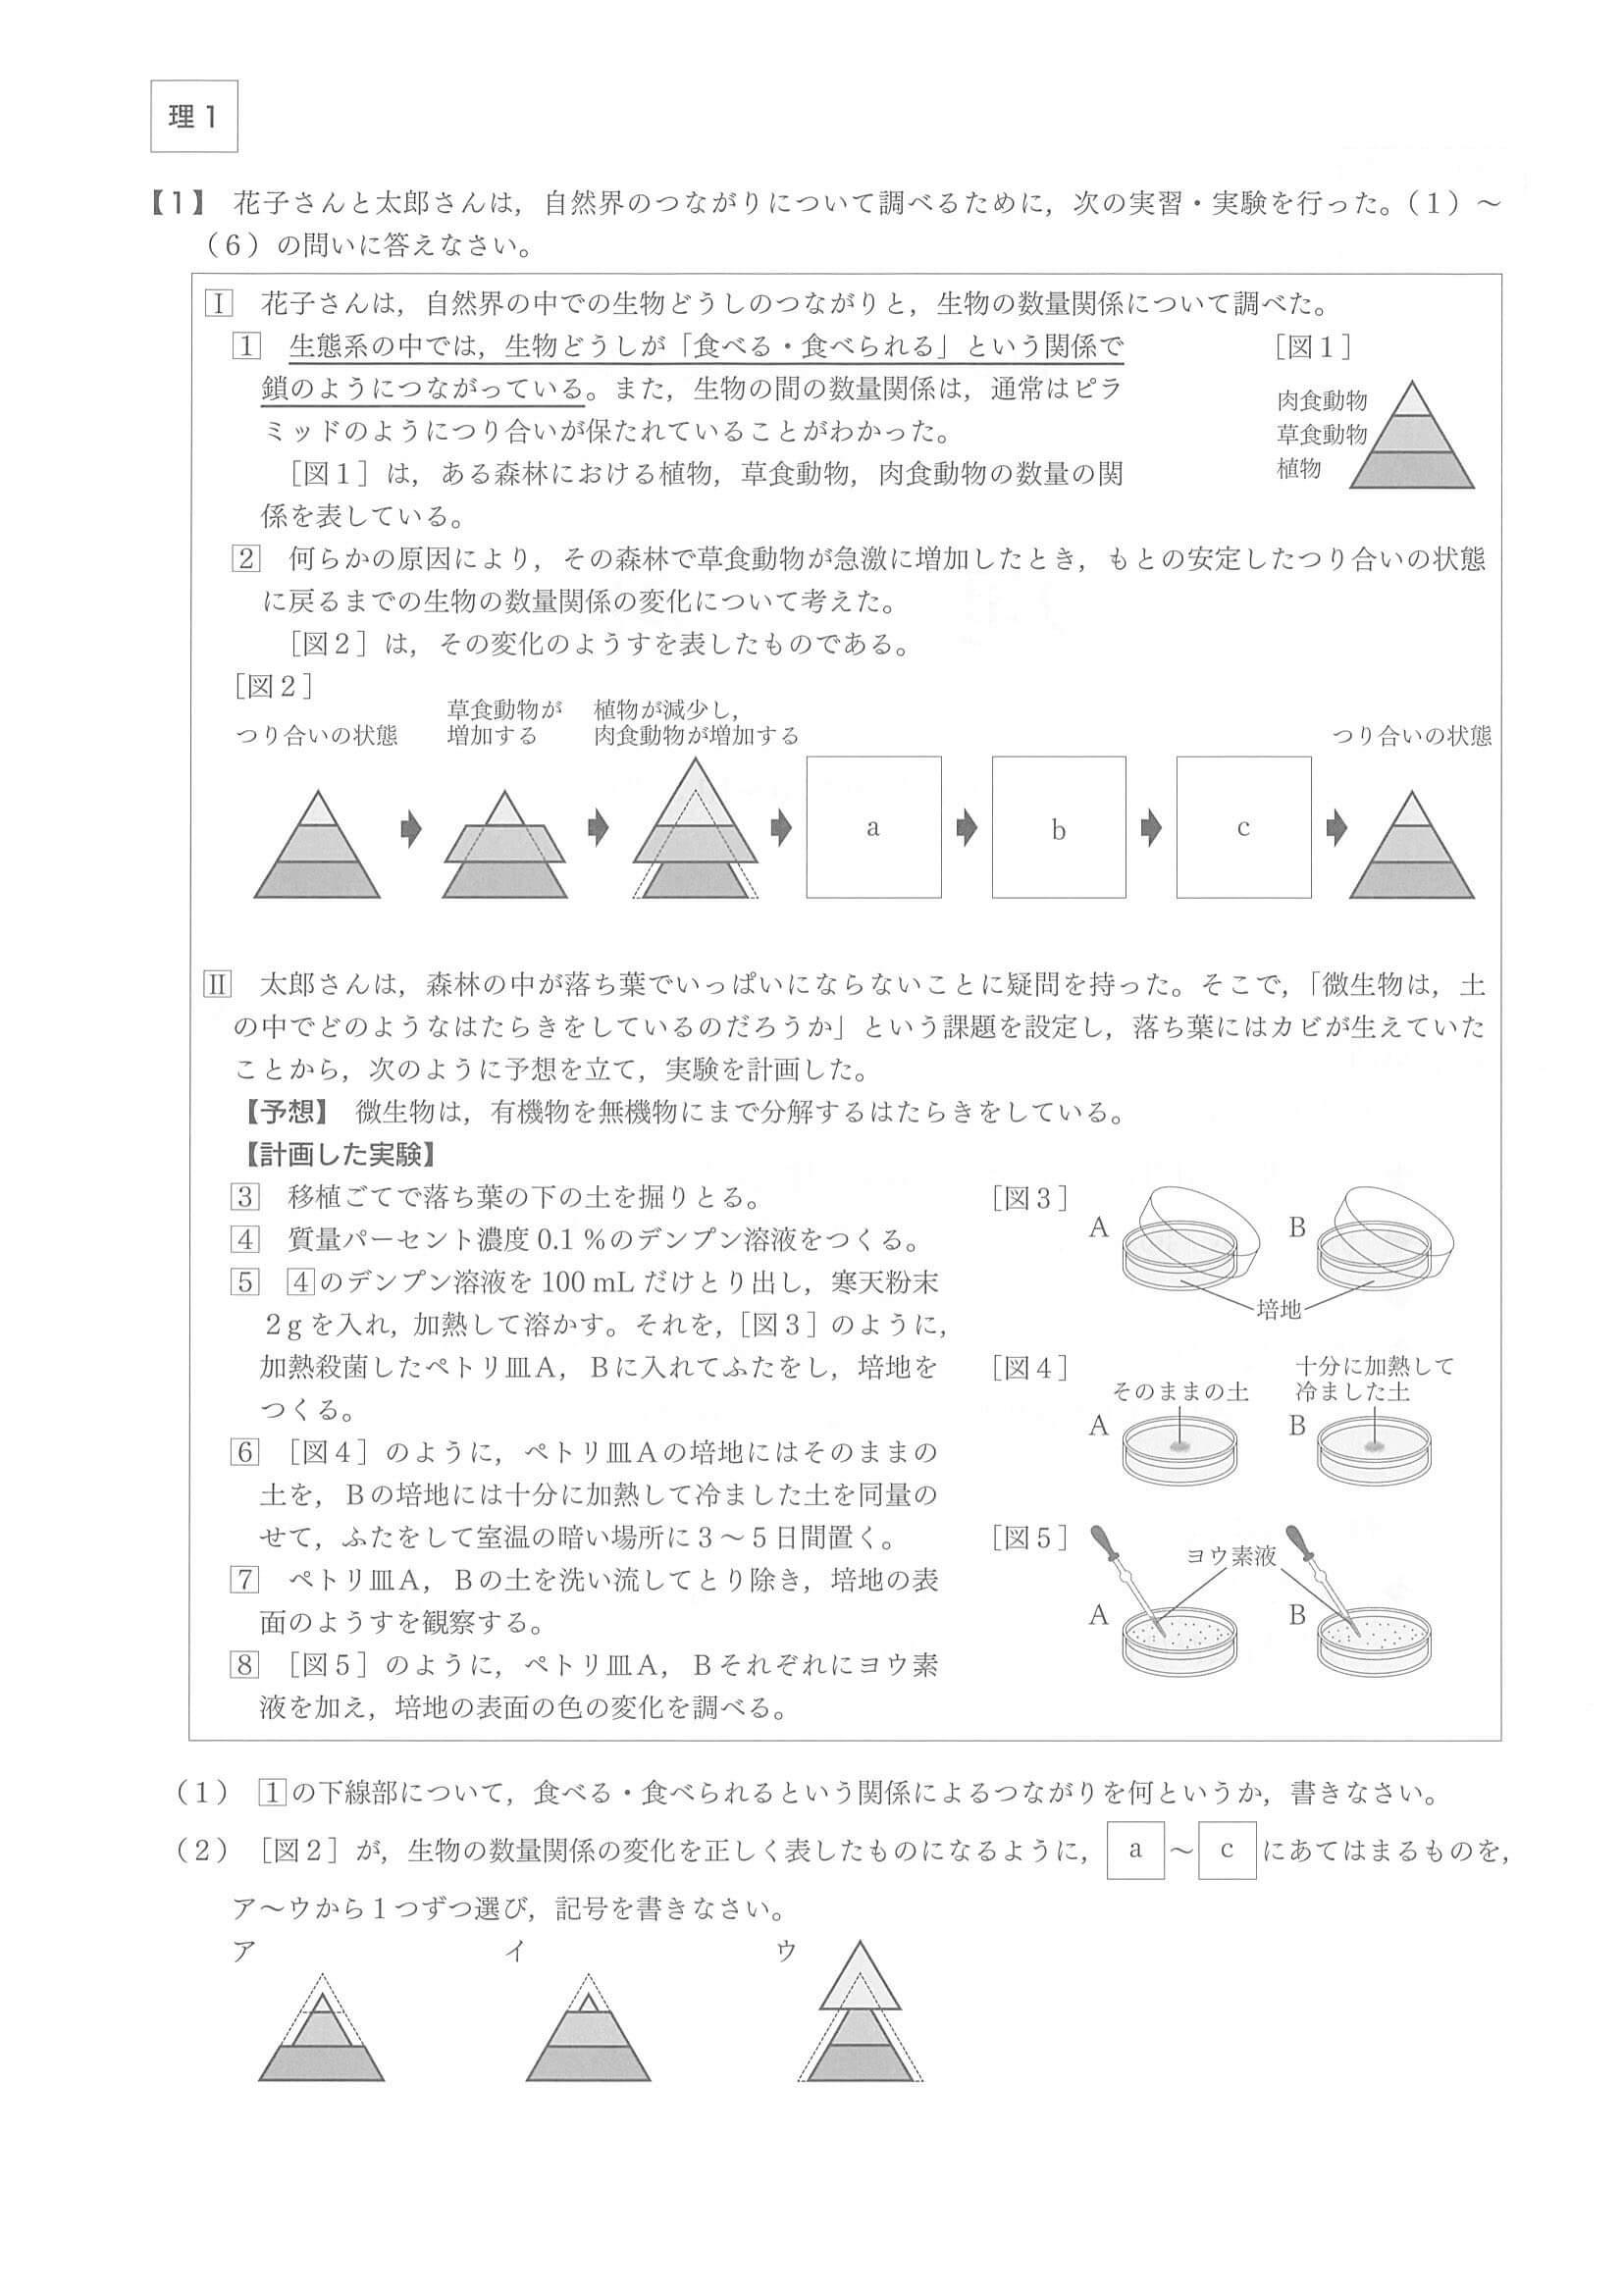 理1
【1】 花子さんと太郎さんは，自然界のつながりについて調べるために，次の実習・実験を行った。（1）～
（6）の問いに答えなさい。
Ⅰ 花子さんは，自然界の中での生物どうしのつながりと，生物の数量関係について調べた。
1 生態系の中では，生物どうしが「食べる・食べられる」という関係で
鎖のようにつながっている。また，生物の間の数量関係は，通常はピラ
ミッドのようにつり合いが保たれていることがわかった。
［図1］は，ある森林における植物，草食動物，肉食動物の数量の関
係を表している。
［図1］
肉食動物
草食動物
植物
2 何らかの原因により，その森林で草食動物が急激に増加したとき，もとの安定したつり合いの状態
に戻るまでの生物の数量関係の変化について考えた。
［図2］は，その変化のようすを表したものである。
［図2］
つり合いの状態
草食動物が
増加する
植物が減少し，
肉食動物が増加する
つり合いの状態
a
b
c
Ⅱ 太郎さんは，森林の中が落ち葉でいっぱいにならないことに疑問を持った。そこで，「微生物は，土
の中でどのようなはたらきをしているのだろうか」という課題を設定し，落ち葉にはカビが生えていた
ことから，次のように予想を立て，実験を計画した。
【予想】 微生物は，有機物を無機物にまで分解するはたらきをしている。
【計画した実験】
3 移植ごてで落ち葉の下の土を掘りとる。
4 質量パーセント濃度 0.1 %のデンプン溶液をつくる。
5 4のデンプン溶液を 100 mL だけとり出し，寒天粉末
2 g を入れ，加熱して溶かす。それを，［図3］のように，
加熱殺菌したペトリ皿A，Bに入れてふたをし，培地を
つくる。
6 ［図4］のように，ペトリ皿Aの培地にはそのままの
土を，Bの培地には十分に加熱して冷ました土を同量の
せて，ふたをして室温の暗い場所に3～5日間置く。
7 ペトリ皿A，Bの土を洗い流してとり除き，培地の表
面のようすを観察する。
8 ［図5］のように，ペトリ皿A，Bそれぞれにヨウ素
液を加え，培地の表面の色の変化を調べる。
［図3］
A
B
培地
［図4］
そのままの土
十分に加熱して
冷ました土
A
B
［図5］
ヨウ素液
A
B
（1） 1の下線部について，食べる・食べられるという関係によるつながりを何というか，書きなさい。
（2） ［図2］が，生物の数量関係の変化を正しく表したものになるように， a ～ c にあてはまるものを，
ア～ウから1つずつ選び，記号を書きなさい。
ア
イ
ウ